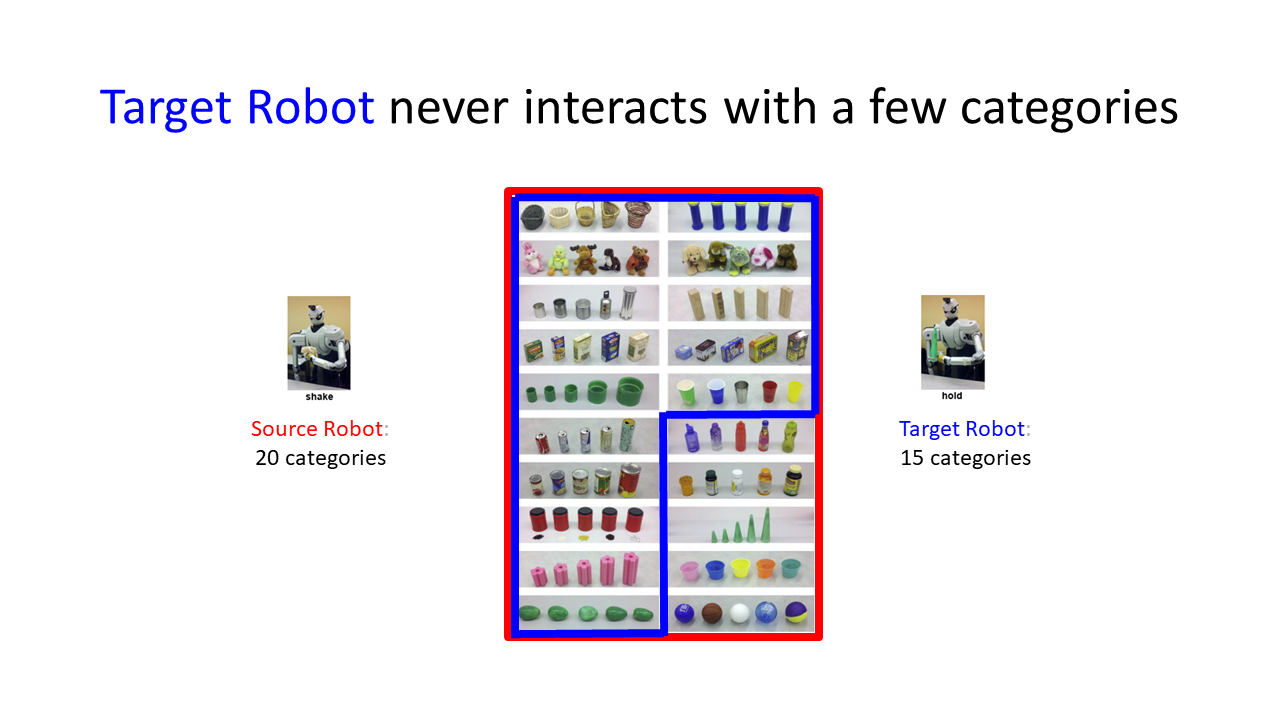 Target Robot never interacts with a few categories
shake
hold
Source Robot:
20 categories
Target Robot:
15 categories